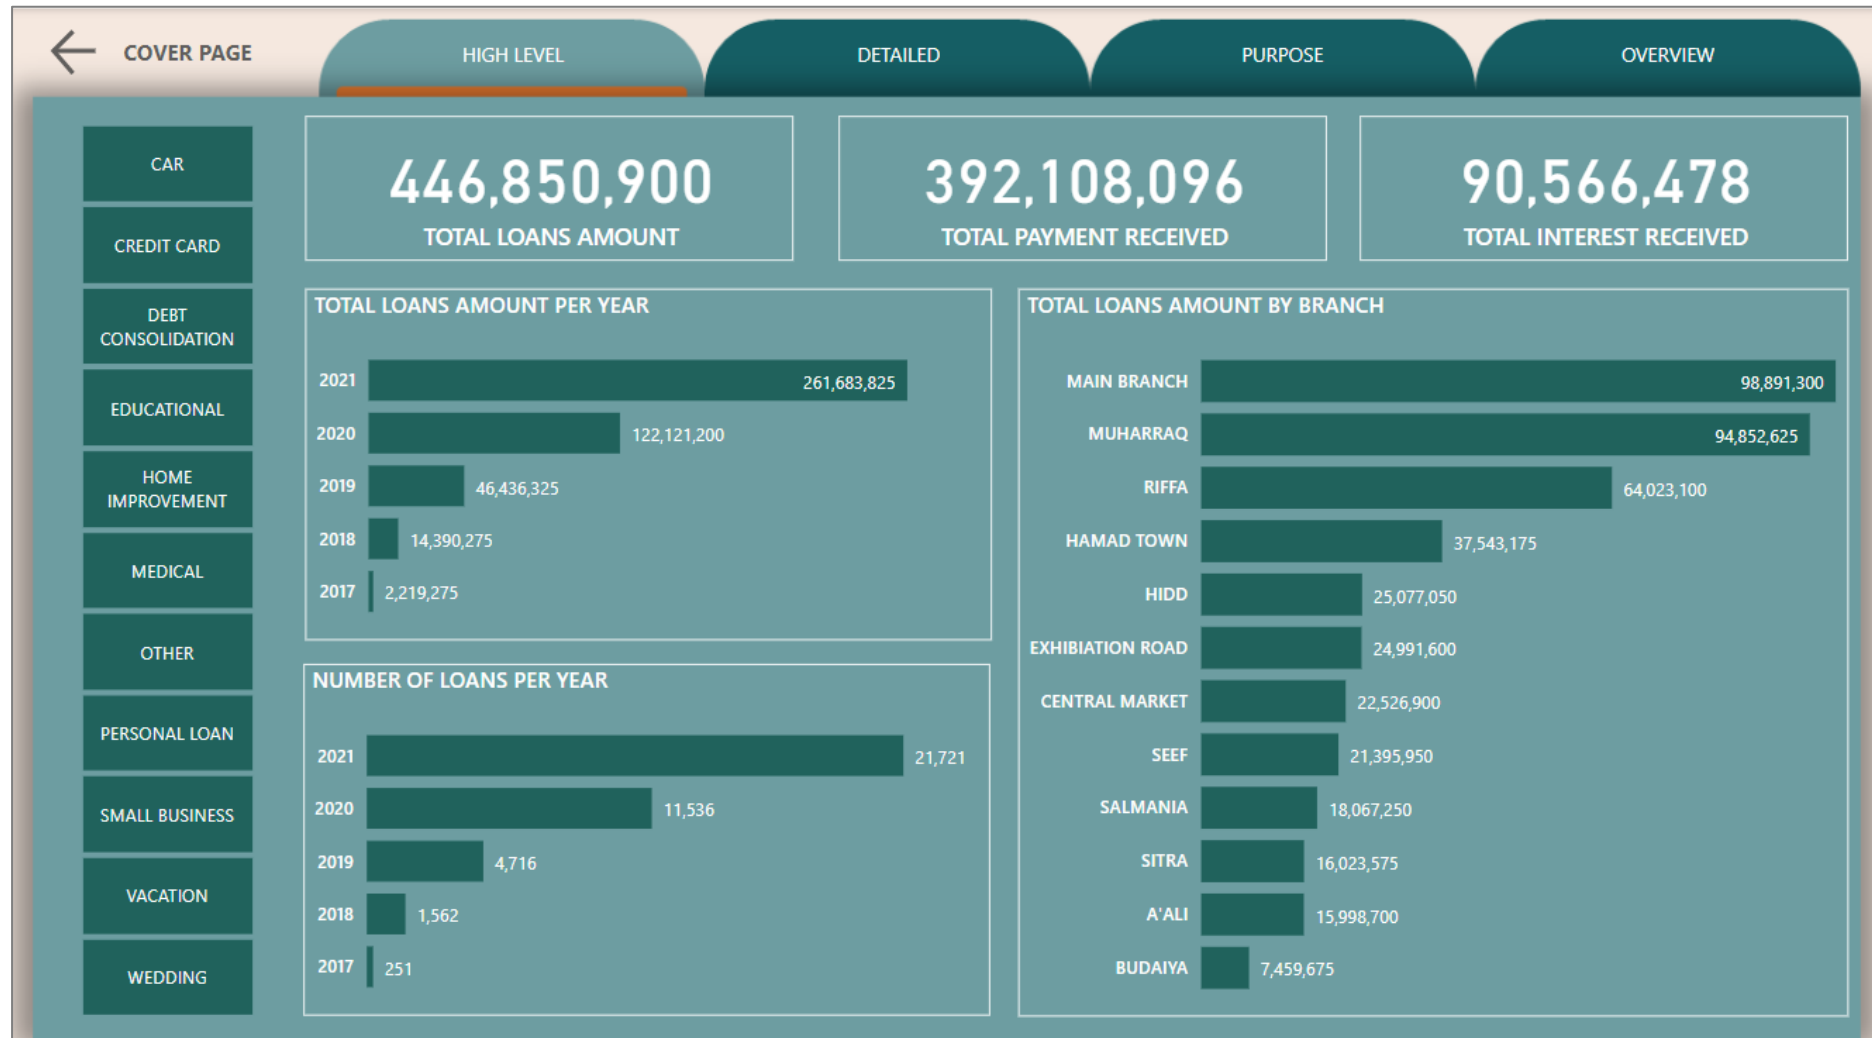 COVER PAGE
HIGH LEVEL
DETAILED
PURPOSE
OVERVIEW
CAR
CREDIT CARD
DEBT
CONSOLIDATION
EDUCATIONAL
HOME
IMPROVEMENT
MEDICAL
OTHER
PERSONAL LOAN
SMALL BUSINESS
VACATION
WEDDING
446,850,900
TOTAL LOANS AMOUNT
392,108,096
TOTAL PAYMENT RECEIVED
90,566,478
TOTAL INTEREST RECEIVED
TOTAL LOANS AMOUNT PER YEAR
2021 261,683,825
2020 122,121,200
2019 46,436,325
2018 14,390,275
2017 2,219,275
NUMBER OF LOANS PER YEAR
2021 21,721
2020 11,536
2019 4,716
2018 1,562
2017 251
TOTAL LOANS AMOUNT BY BRANCH
MAIN BRANCH 98,891,300
MUHARRAQ 94,852,625
RIFFA 64,023,100
HAMAD TOWN 37,543,175
HIDD 25,077,050
EXHIBIATION ROAD 24,991,600
CENTRAL MARKET 22,526,900
SEEF 21,395,950
SALMANIA 18,067,250
SITRA 16,023,575
A'ALI 15,998,700
BUDAIYA 7,459,675